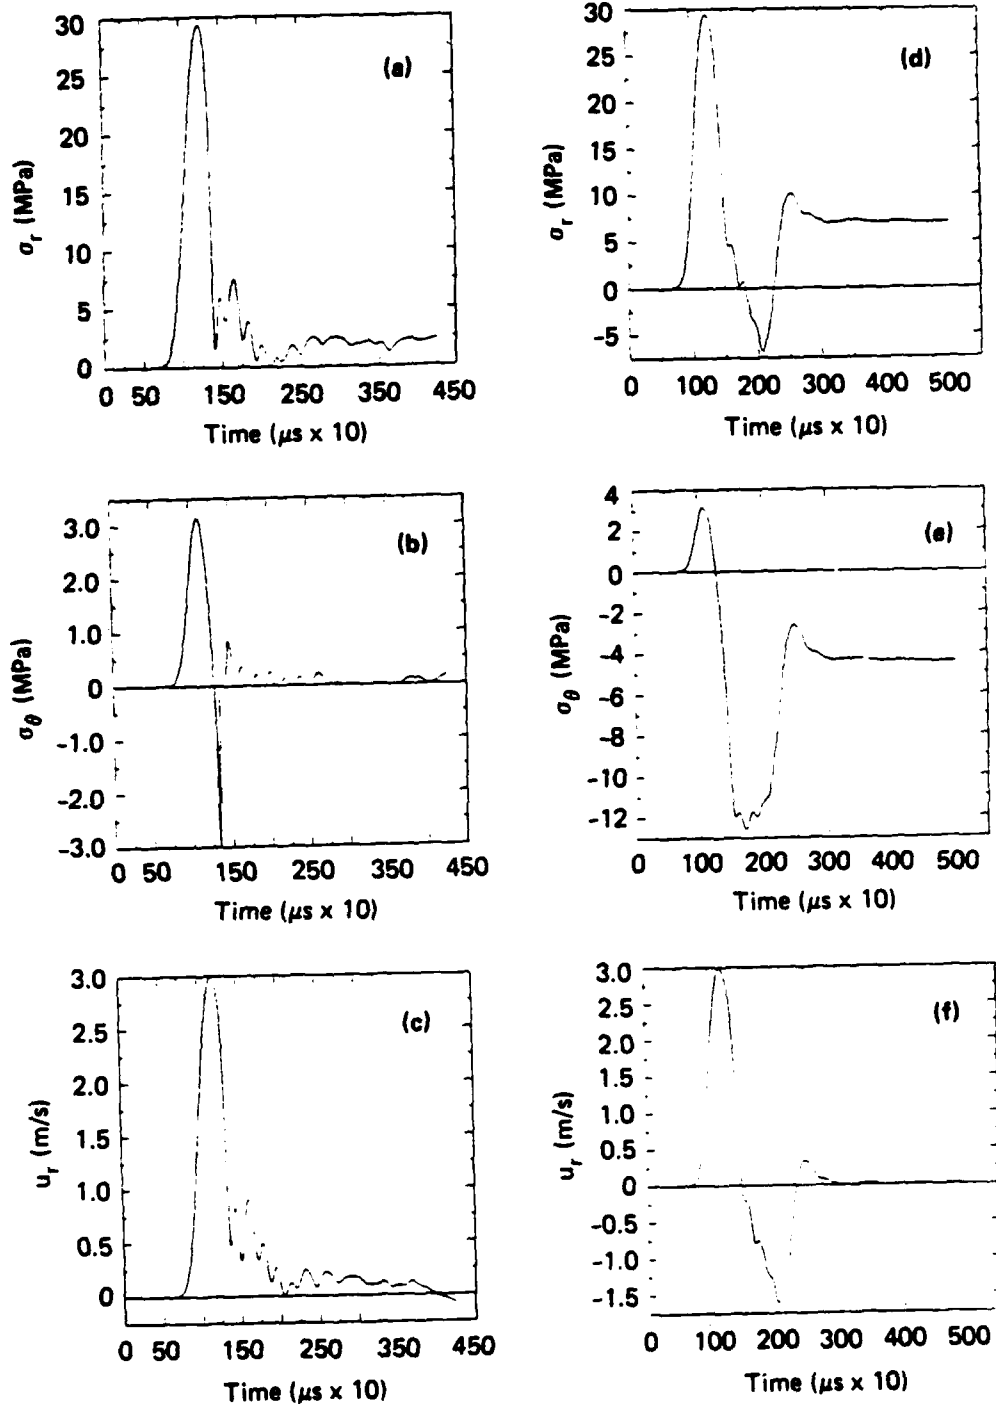 30
25
20
15
10
5
0
σr (MPa)
(a)
0 50 150 250 350 450
Time (μs x 10)
30
25
20
15
10
5
0
-5
σr (MPa)
(d)
0 100 200 300 400 500
Time (μs x 10)
3.0
2.0
1.0
0
-1.0
-2.0
-3.0
σθ (MPa)
(b)
0 50 150 250 350 450
Time (μs x 10)
4
2
0
-2
-4
-6
-8
-10
-12
σθ (MPa)
(e)
0 100 200 300 400 500
Time (μs x 10)
3.0
2.5
2.0
1.5
1.0
0.5
0
ur (m/s)
(c)
0 50 150 250 350 450
Time (μs x 10)
3.0
2.5
2.0
1.5
1.0
0.5
0
-0.5
-1.0
-1.5
ur (m/s)
(f)
0 100 200 300 400 500
Time (μs x 10)